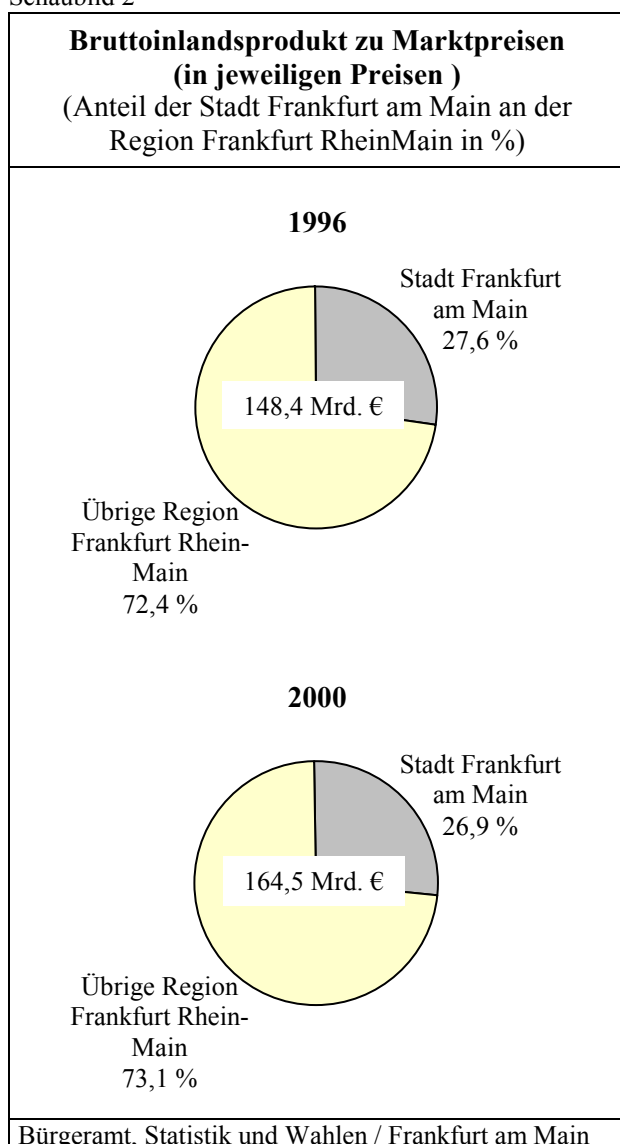 Schaubild 2
Bruttoinlandsprodukt zu Marktpreisen
(in jeweiligen Preisen )
(Anteil der Stadt Frankfurt am Main an der
Region Frankfurt RheinMain in %)
1996
Stadt Frankfurt
am Main
27,6 %
148,4 Mrd. €
Übrige Region
Frankfurt Rhein-
Main
72,4 %
2000
Stadt Frankfurt
am Main
26,9 %
164,5 Mrd. €
Übrige Region
Frankfurt Rhein-
Main
73,1 %
Bürgeramt, Statistik und Wahlen / Frankfurt am Main